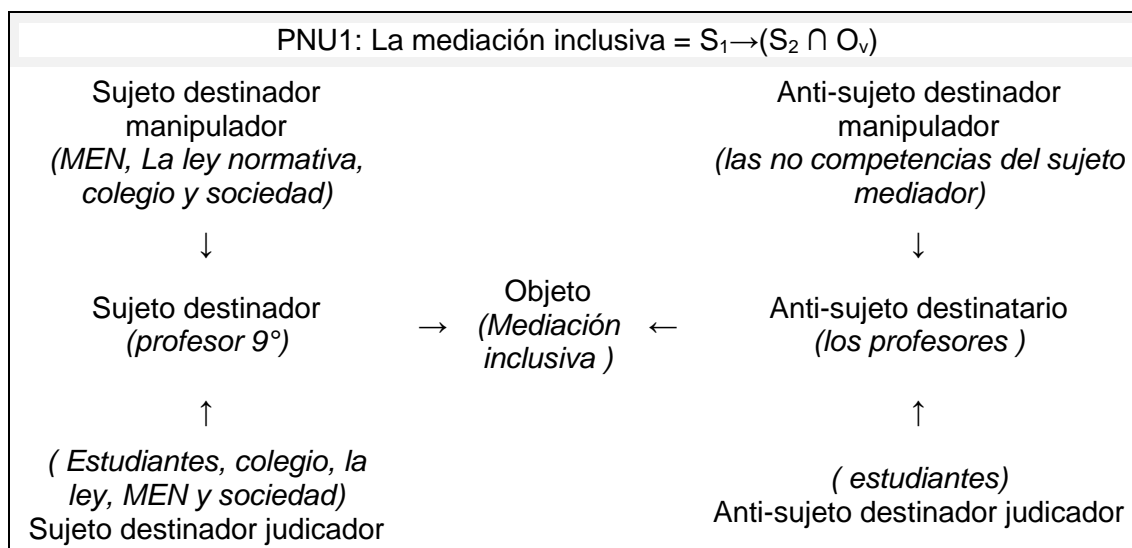 PNU1: La mediación inclusiva = S₁→(S₂ ∩ Oᵥ)
Sujeto destinador
manipulador
(MEN, La ley normativa,
colegio y sociedad)
Anti-sujeto destinador
manipulador
(las no competencias del sujeto
mediador)
↓
↓
Sujeto destinador
(profesor 9°)
→
Objeto
(Mediación
inclusiva )
←
Anti-sujeto destinatario
(los profesores )
↑
↑
( Estudiantes, colegio, la
ley, MEN y sociedad)
Sujeto destinador judicador
( estudiantes)
Anti-sujeto destinador judicador